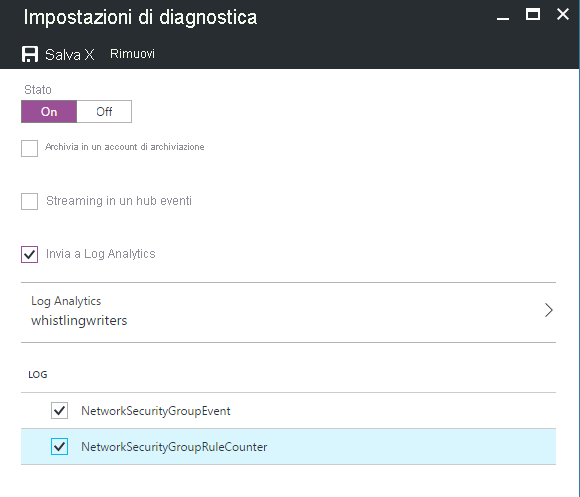 Impostazioni di diagnostica
Salva X Rimuovi
Stato
On Off
Archivia in un account di archiviazione
Streaming in un hub eventi
Invia a Log Analytics
Log Analytics
whistlingwriters
LOG
NetworkSecurityGroupEvent
NetworkSecurityGroupRuleCounter